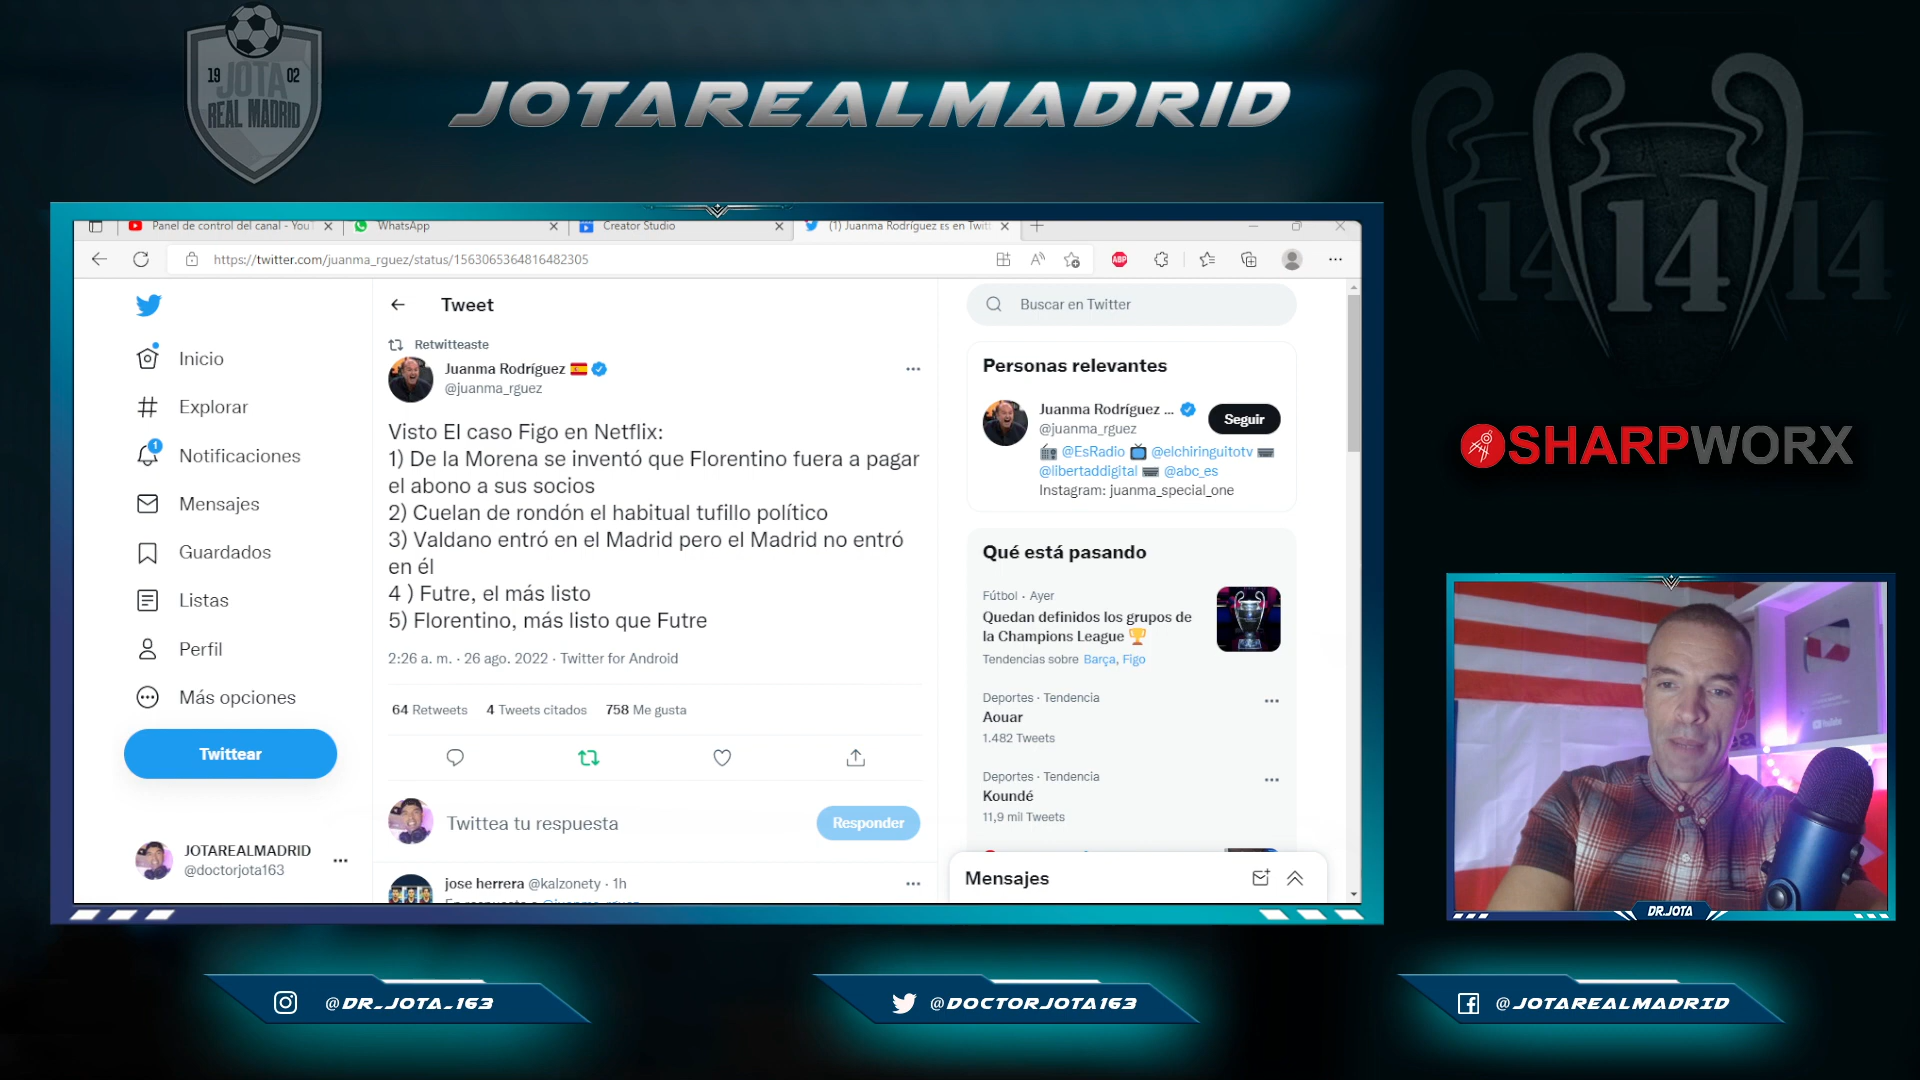 19 02
JOTA
REAL MADRID
JOTAREALMADRID
14 14 14
Panel de control del canal - You
WhatsApp
Creator Studio
(1) Juanma Rodríguez
en Twitt
https://twitter.com/juanma_rguez/status/1563065364816482305
ABP
Tweet
Buscar en Twitter
Retwitteaste
Juanma Rodríguez
@juanma_rguez
Visto El caso Figo en Netflix:
1) De la Morena se inventó que Florentino fuera a pagar
el abono a sus socios
2) Cuelan de rondón el habitual tufillo político
3) Valdano entró en el Madrid pero el Madrid no entró
en él
4 ) Futre, el más listo
5) Florentino, más listo que Futre
2:26 a. m. · 26 ago. 2022 · Twitter for Android
64 Retweets 4 Tweets citados 758 Me gusta
Twittea tu respuesta
Responder
jose herrera @kalzonety · 1h
Inicio
Explorar
1
Notificaciones
Mensajes
Guardados
Listas
Perfil
Más opciones
Twittear
JOTAREALMADRID
@doctorjota163
Personas relevantes
Juanma Rodríguez ...
@juanma_rguez
Seguir
@EsRadio @elchiringuitotv
@libertaddigital @abc_es
Instagram: juanma_special_one
Qué está pasando
Fútbol · Ayer
Quedan definidos los grupos de
la Champions League
Tendencias sobre Barça, Figo
Deportes · Tendencia
Aouar
1.482 Tweets
Deportes · Tendencia
Koundé
11,9 mil Tweets
Mensajes
SHARPWORX
YouTube
DR.JOTA
@DR_JOTA_163
@DOCTORJOTA163
@JOTAREALMADRID